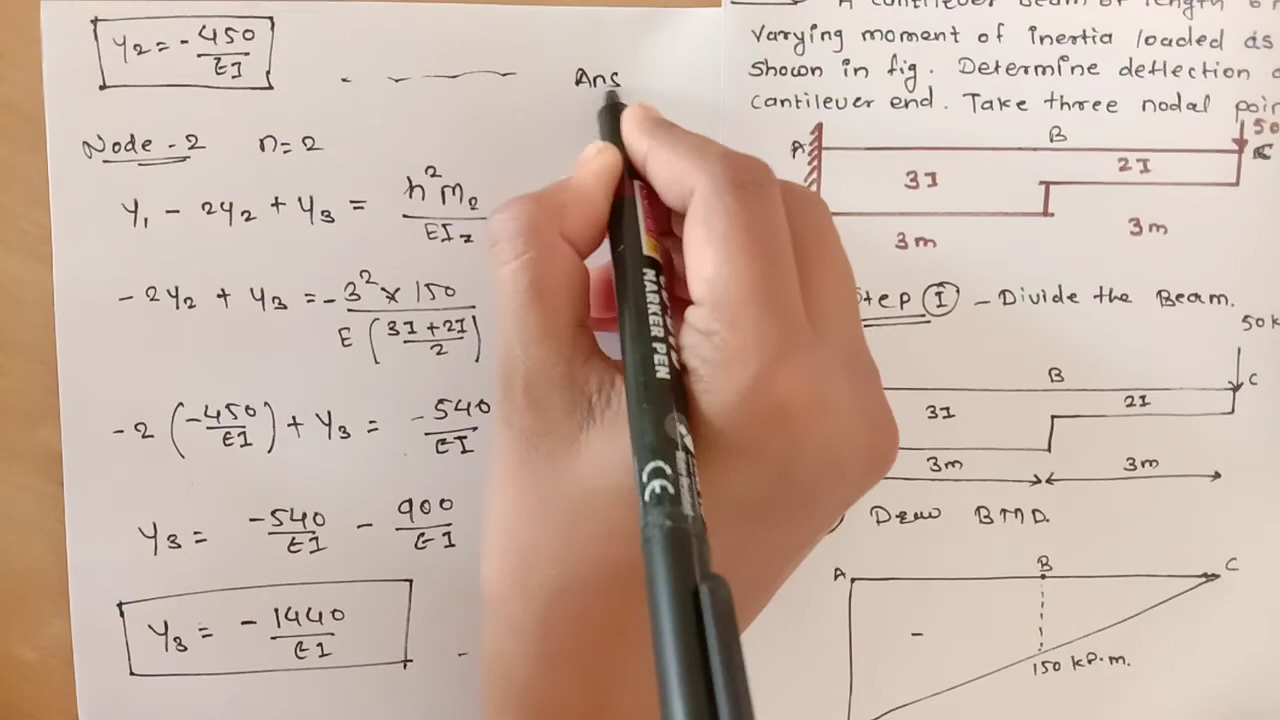 y2 = - 450/EI
Ans
Node - 2 n = 2
y1 - 2y2 + y3 = h²m2/EI2
-2y2 + y3 = - 3² x 150 / E (3I + 2I / 2)
-2 (-450/EI) + y3 = -540/EI
y3 = -540/EI - 900/EI
y3 = - 1440/EI
MARKER PEN
CE
varying moment of inertia loaded as
shown in fig. Determine deflection
cantilever end. Take three nodal
50
A B C
3I 2I
3m 3m
Step I - Divide the Beam.
50 k
B C
3I 2I
3m 3m
Draw BMD.
A B C
-
150 kN.m.